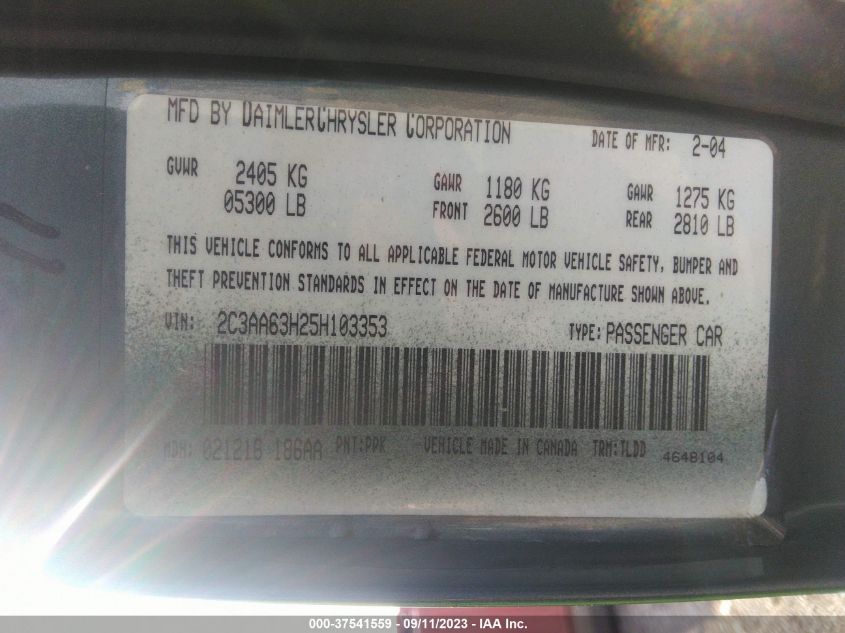 MFD BY DAIMLERCHRYSLER CORPORATION DATE OF MFR: 2-04
GVWR 2405 KG GAWR 1180 KG GAWR 1275 KG
05300 LB FRONT 2600 LB REAR 2810 LB
THIS VEHICLE CONFORMS TO ALL APPLICABLE FEDERAL MOTOR VEHICLE SAFETY, BUMPER AND
THEFT PREVENTION STANDARDS IN EFFECT ON THE DATE OF MANUFACTURE SHOWN ABOVE.
VIN: 2C3AA63H25H103353 TYPE: PASSENGER CAR
MDH: 021216 186AA PNT:PPK VEHICLE MADE IN CANADA TRM:TLDD 4648104
000-37541559 - 09/11/2023 - IAA Inc.